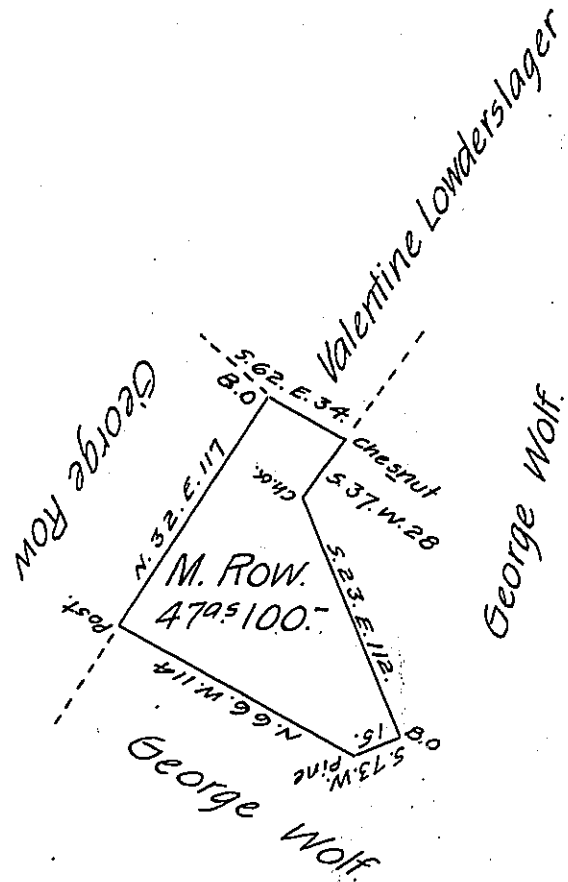 Valentine Lowderslager
S.62.E.34.
B.O
George Row
N.32.E.117
Chesnut
Ch.o.
S.37.W.28
George Wolf.
M. Row.
47a.s 100.-
S.23.E.112.
Post.
N.66.W.114
B.O
S.73.W.
15.
Pine
George Wolf.